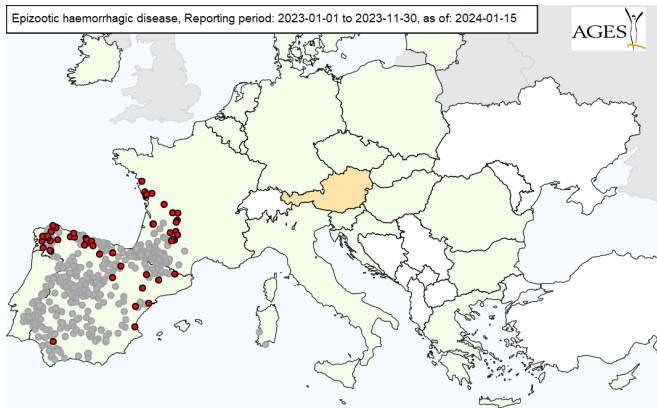 Epizootic haemorrhagic disease, Reporting period: 2023-01-01 to 2023-11-30, as of: 2024-01-15
AGES